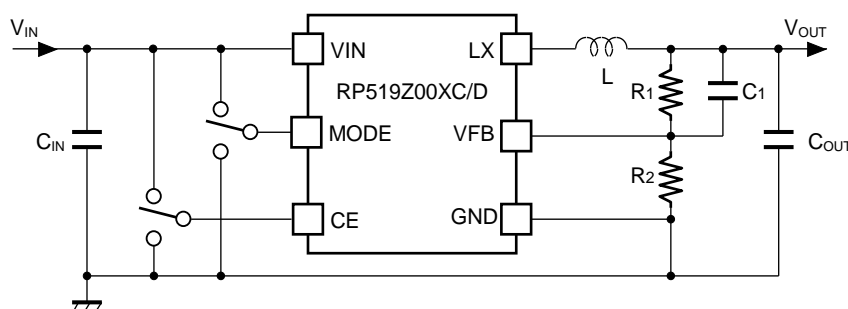 VIN
VOUT
VIN
LX
L
RP519Z00XC/D
R1
C1
CIN
MODE
VFB
COUT
R2
CE
GND